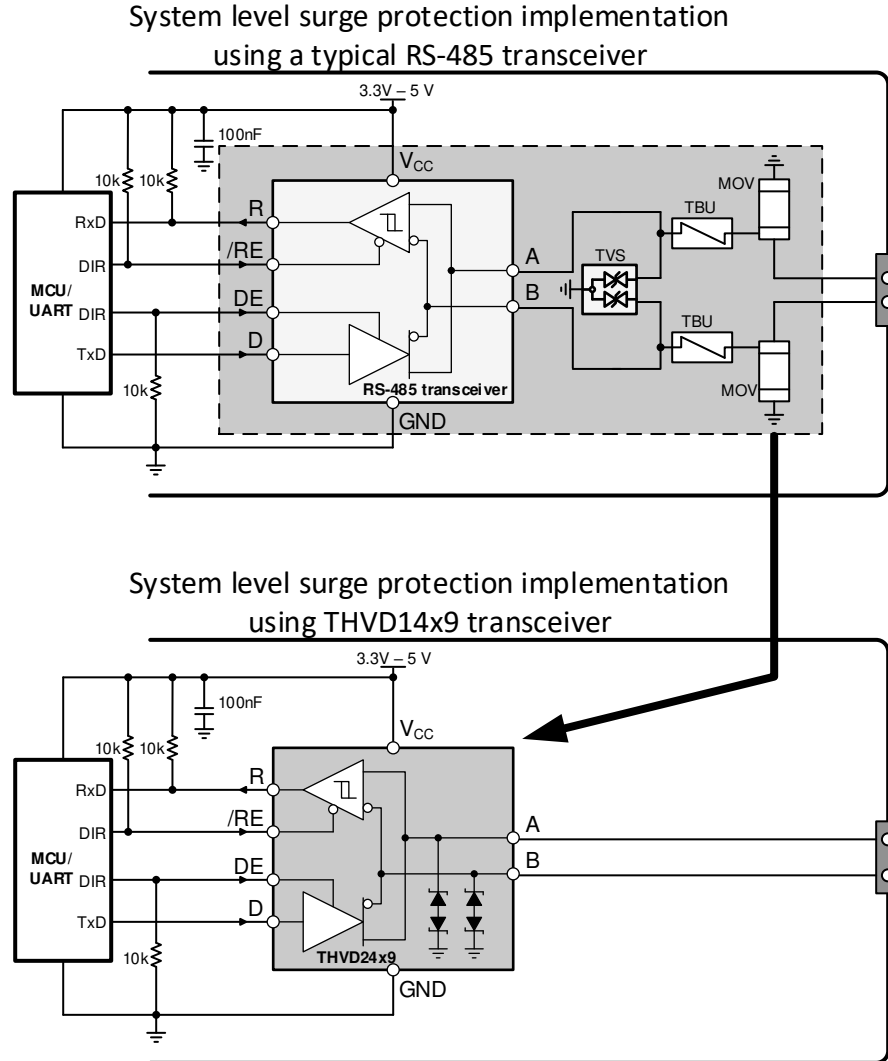 System level surge protection implementation
using a typical RS-485 transceiver
3.3V – 5 V
100nF
10k
10k
VCC
MOV
TBU
RxD
R
DIR
/RE
A
TVS
MCU/
UART
DIR
DE
B
TBU
TxD
D
10k
RS-485 transceiver
MOV
GND
System level surge protection implementation
using THVD14x9 transceiver
3.3V – 5 V
100nF
10k
10k
VCC
RxD
R
DIR
/RE
A
MCU/
UART
DIR
DE
B
TxD
D
10k
THVD24x9
GND